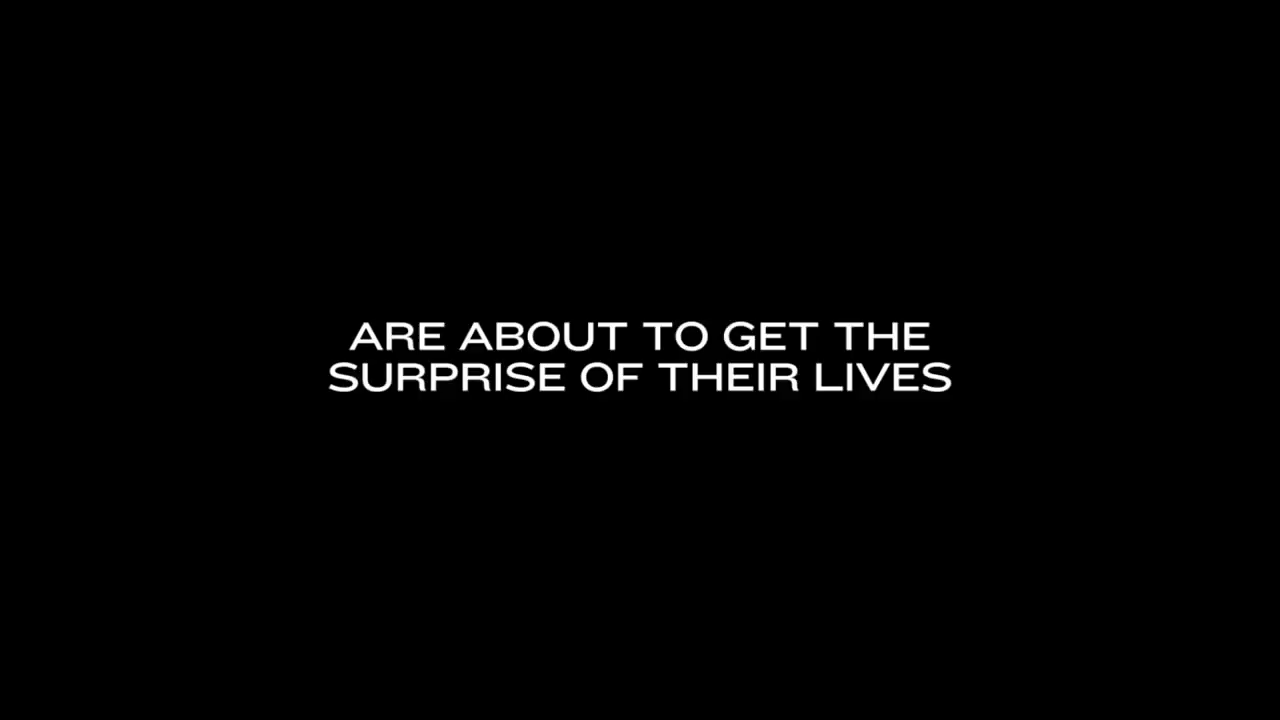 ARE ABOUT TO GET THE
SURPRISE OF THEIR LIVES